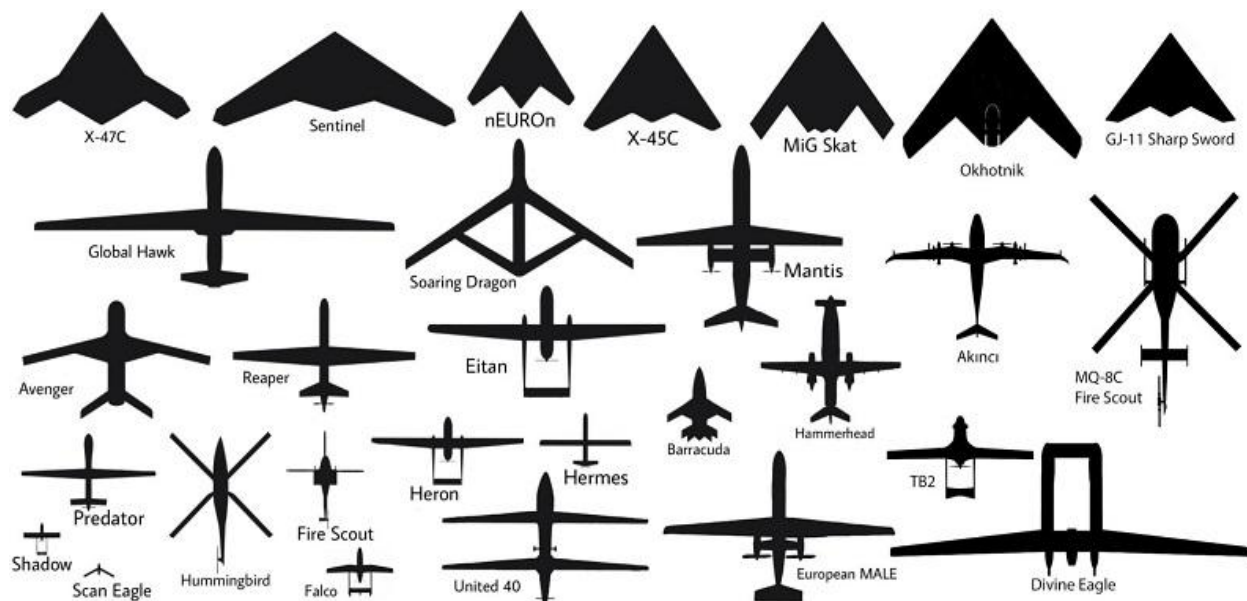 X-47C
Sentinel
nEUROn
X-45C
MiG Skat
Okhotnik
GJ-11 Sharp Sword
Global Hawk
Soaring Dragon
Mantis
Akıncı
MQ-8C
Fire Scout
Avenger
Reaper
Eitan
Barracuda
Hammerhead
TB2
Predator
Hummingbird
Fire Scout
Heron
Hermes
Shadow
Scan Eagle
Falco
United 40
European MALE
Divine Eagle